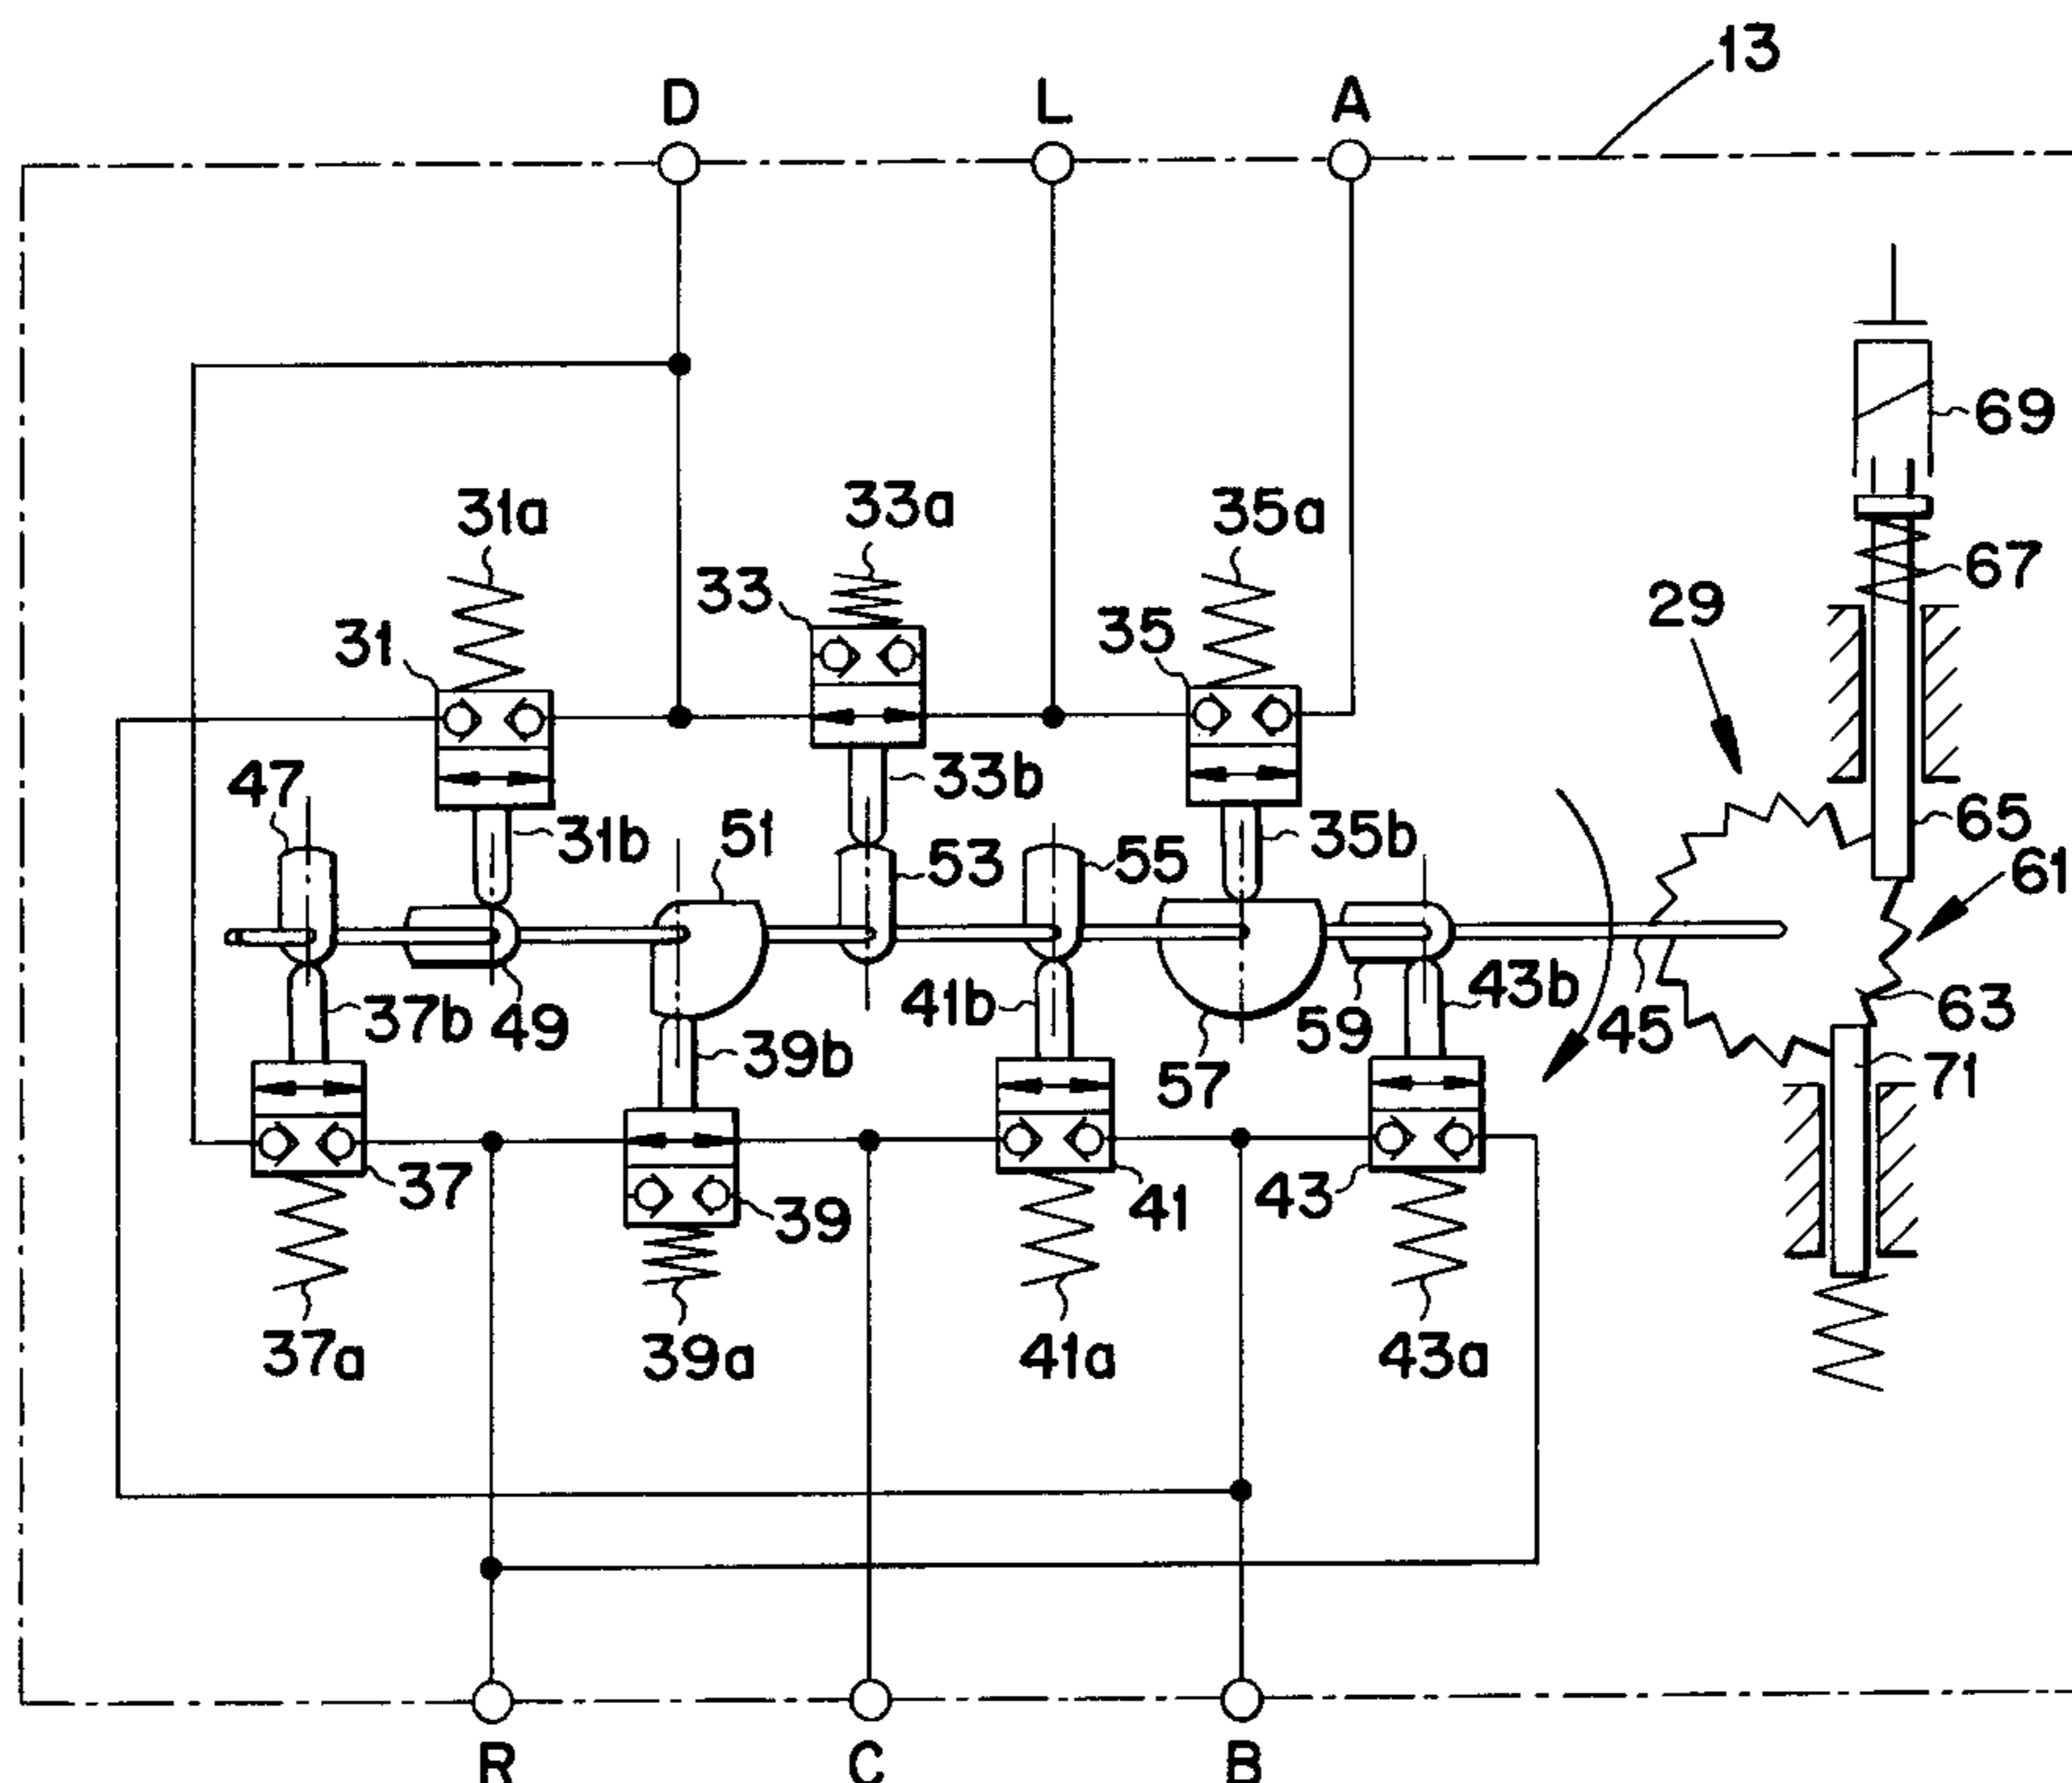 13
D L A
69
31a 33a 35a
67
33 29
31 35
47 33b 65
31b 51 35b
53 55 61
37b 49 41b 43b 63
39b 57 59 45
71
37 39 41 43
37a 39a 41a 43a
R C B